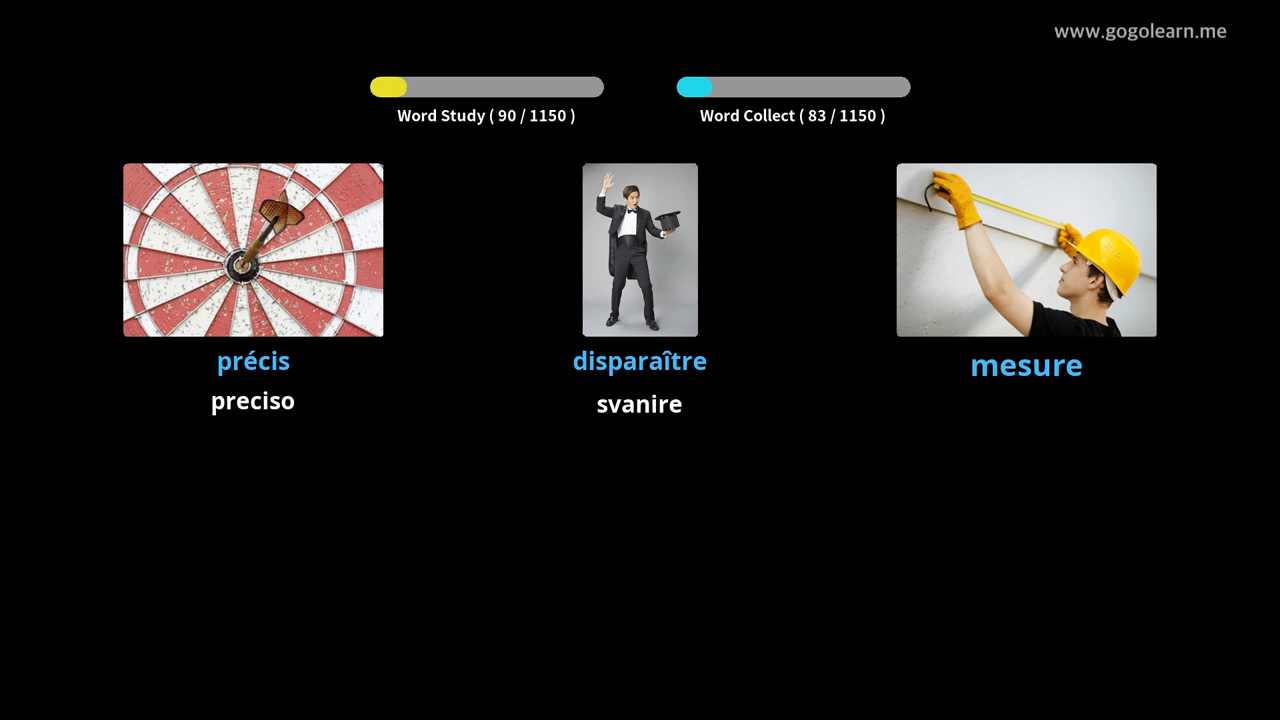 www.gogolearn.me
Word Study ( 90 / 1150 )
Word Collect ( 83 / 1150 )
précis
preciso
disparaître
svanire
mesure